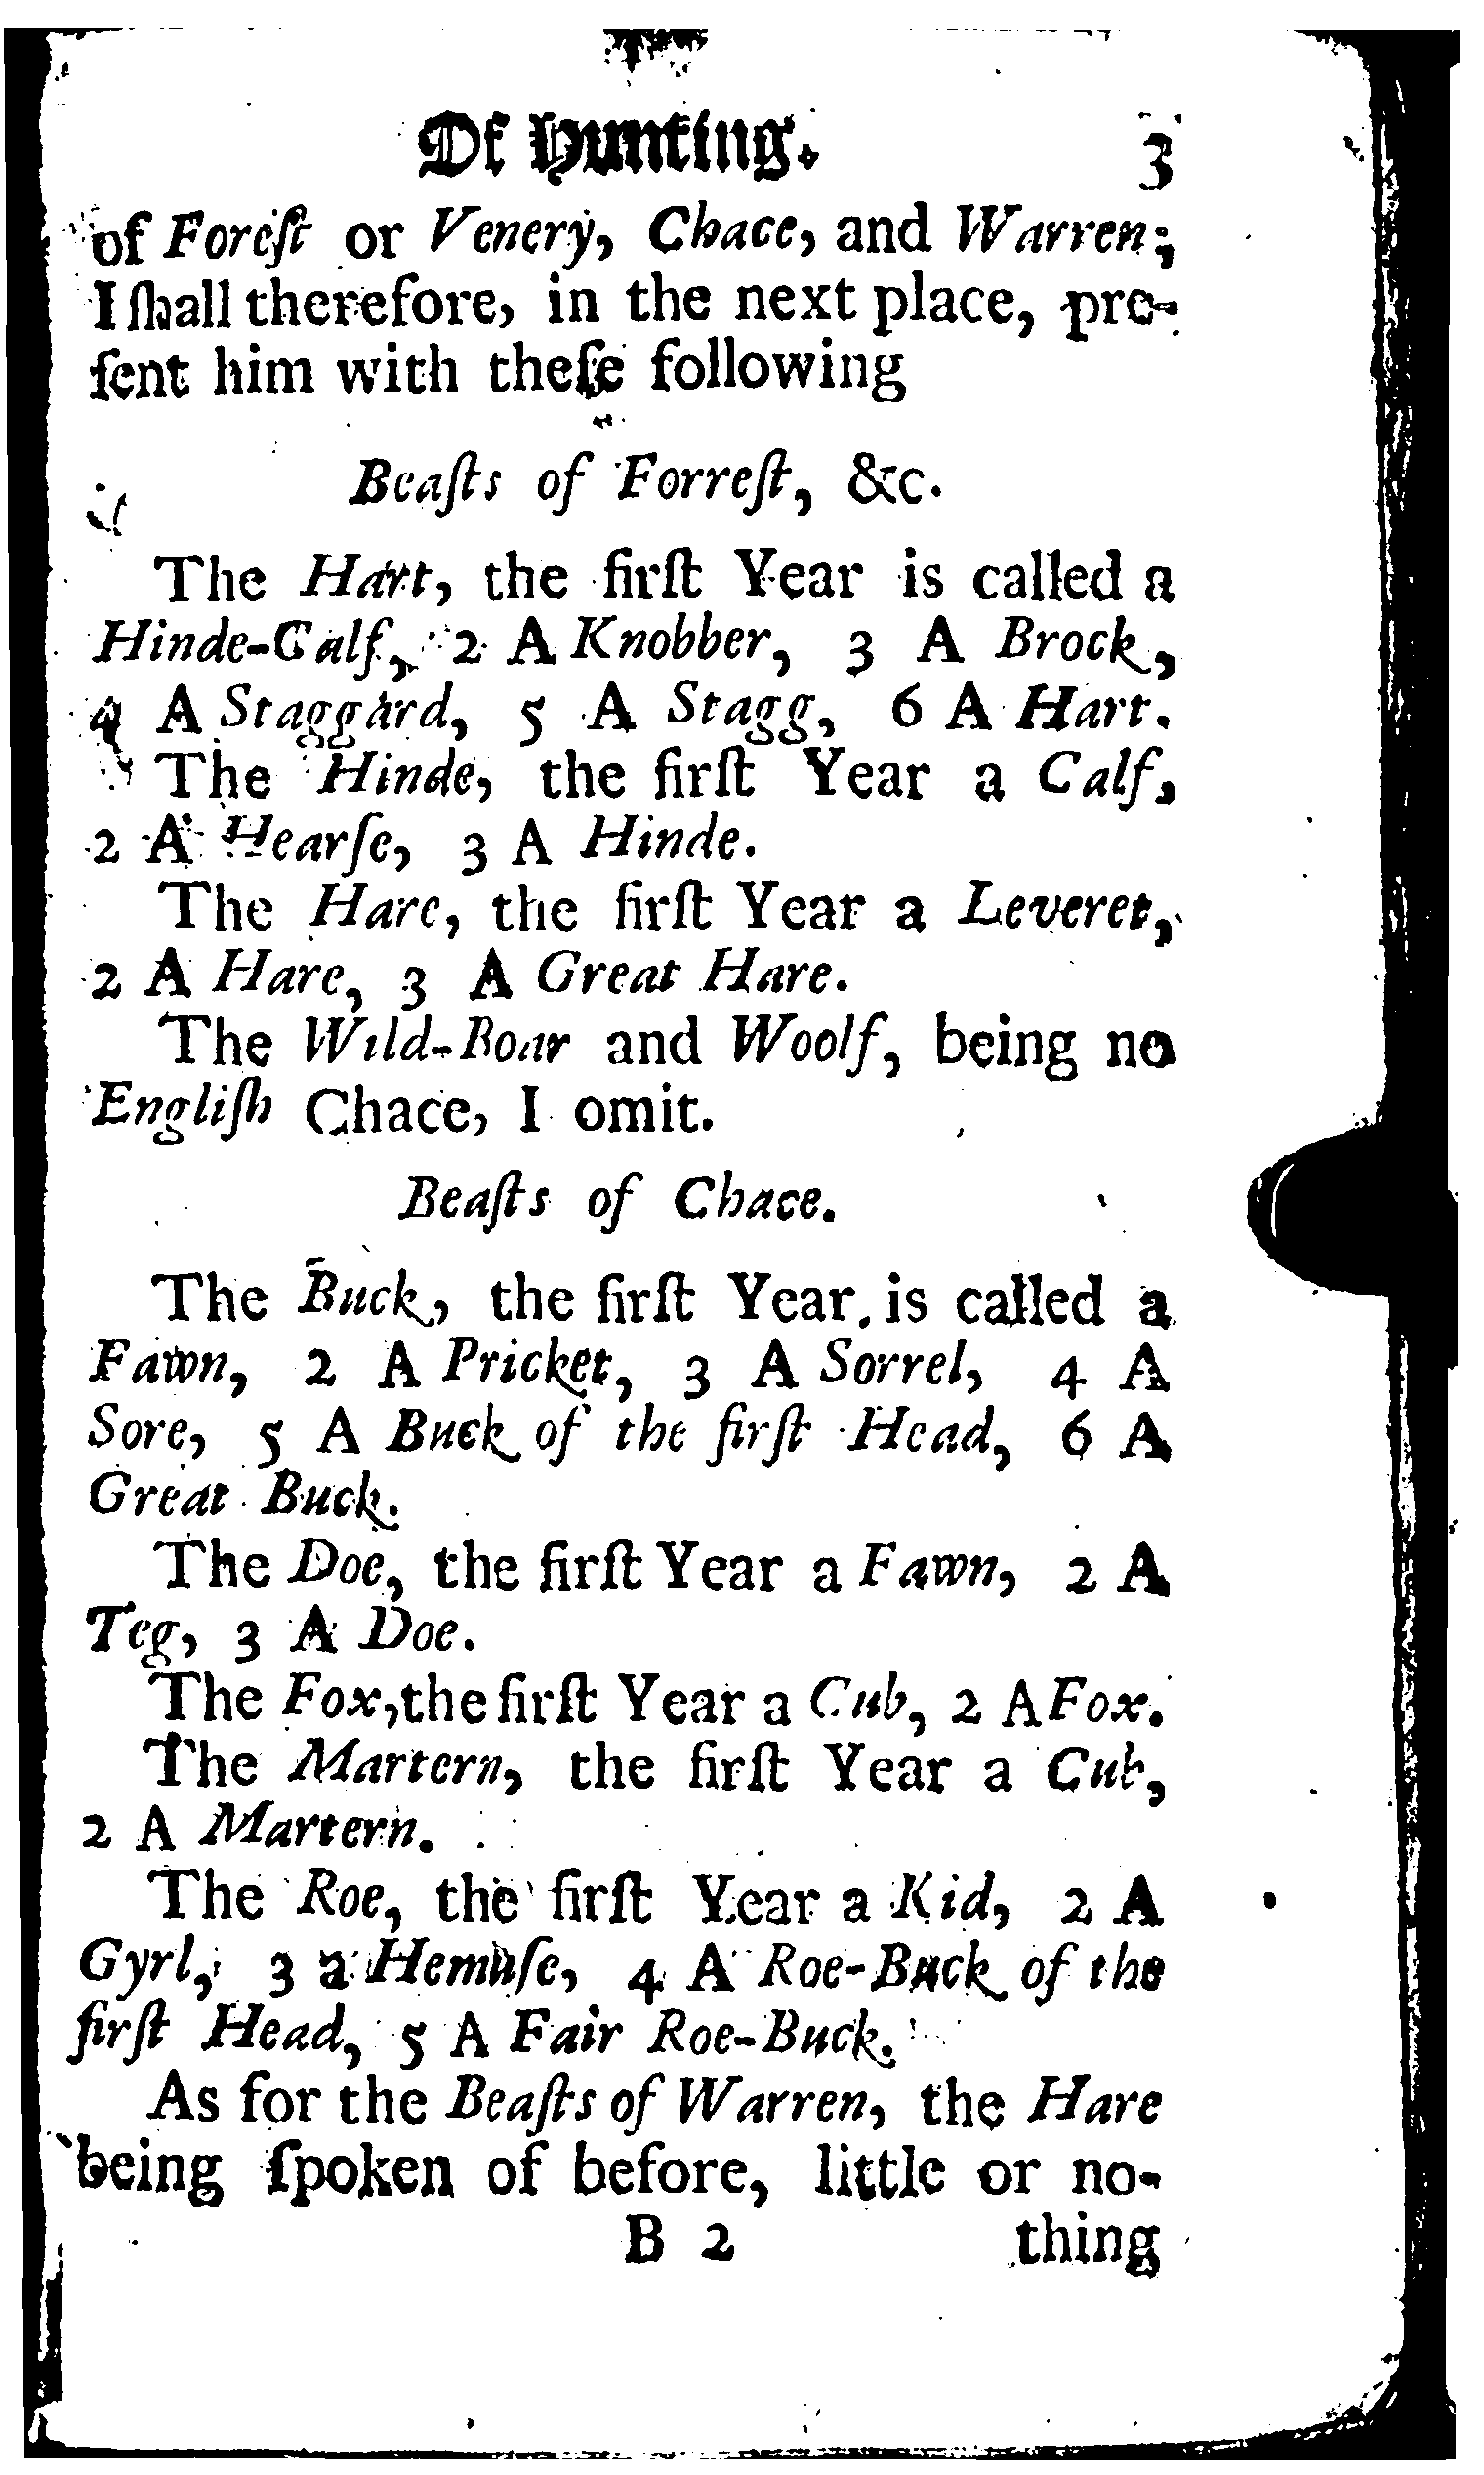 Of Hunting. 3
of Foreſt or Venery, Chace, and Warren;
I ſhall therefore, in the next place, pre-
ſent him with theſe following
Beaſts of Forreſt, &c.
The Hart, the firſt Year is called a
Hinde-Calf, 2 A Knobber, 3 A Brock,
4 A Staggard, 5 A Stagg, 6 A Hart.
The Hinde, the firſt Year a Calf,
2 A Hearſe, 3 A Hinde.
The Hare, the firſt Year a Leveret,
2 A Hare, 3 A Great Hare.
The Wild-Boar and Woolf, being no
Engliſh Chace, I omit.
Beaſts of Chace.
The Buck, the firſt Year is called a
Fawn, 2 A Pricket, 3 A Sorrel, 4 A
Sore, 5 A Buck of the firſt Head, 6 A
Great Buck.
The Doe, the firſt Year a Fawn, 2 A
Teg, 3 A Doe.
The Fox, the firſt Year a Cub, 2 A Fox.
The Martern, the firſt Year a Cub,
2 A Martern.
The Roe, the firſt Year a Kid, 2 A
Gyrl, 3 a Hemuſe, 4 A Roe-Buck of the
firſt Head, 5 A Fair Roe-Buck.
As for the Beaſts of Warren, the Hare
being ſpoken of before, little or no-
B 2 thing